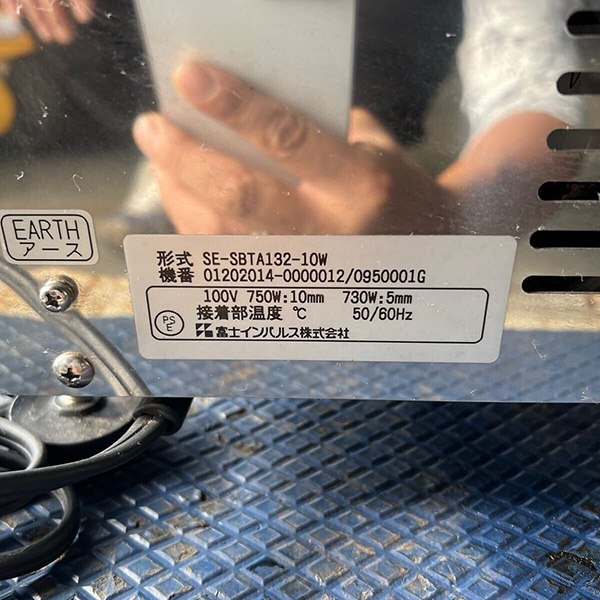 EARTH
アース
形式 SE-SBTA132-10W
機番 01202014-0000012/0950001G
100V 750W:10mm 730W:5mm
接着部温度 ℃ 50/60Hz
PS
E
富士インパルス株式会社